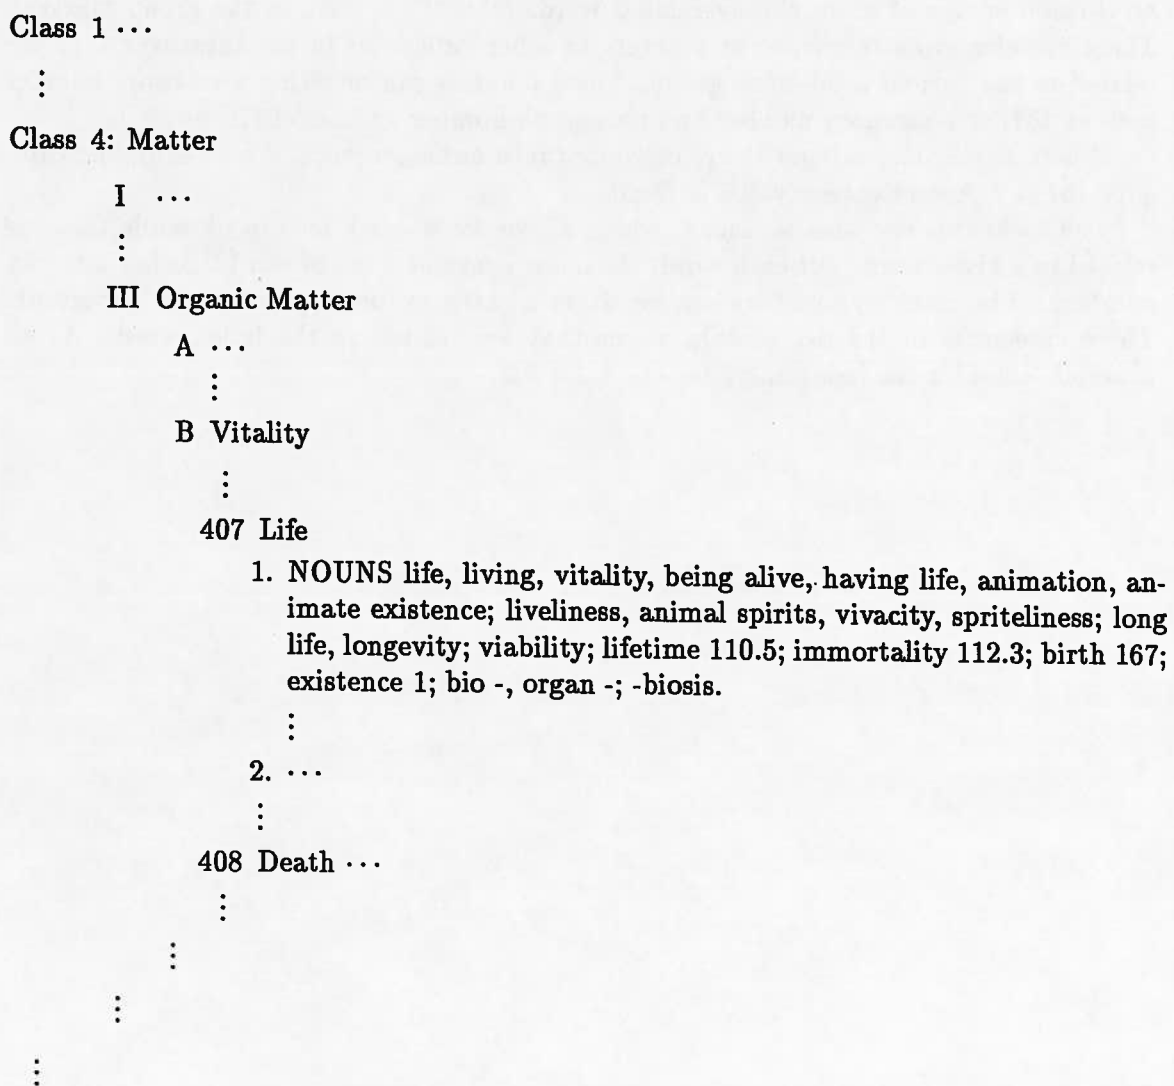 Class 1 ···
⋮
Class 4: Matter
I ···
⋮
III Organic Matter
A ···
⋮
B Vitality
⋮
407 Life
1. NOUNS life, living, vitality, being alive, having life, animation, an-
imate existence; liveliness, animal spirits, vivacity, spriteliness; long
life, longevity; viability; lifetime 110.5; immortality 112.3; birth 167;
existence 1; bio -, organ -; -biosis.
⋮
2. ···
⋮
408 Death ···
⋮
⋮
⋮
⋮